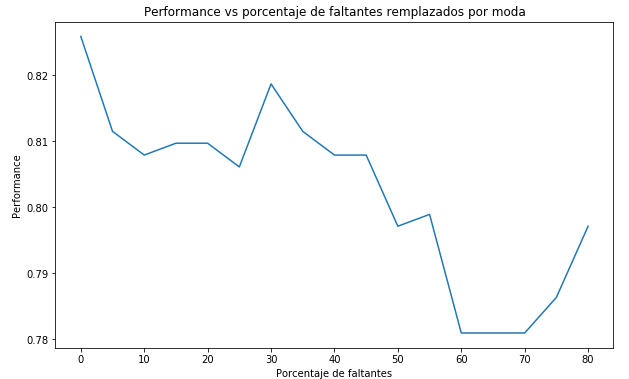 Performance vs porcentaje de faltantes remplazados por moda
Performance
0.82
0.81
0.80
0.79
0.78
0 10 20 30 40 50 60 70 80
Porcentaje de faltantes